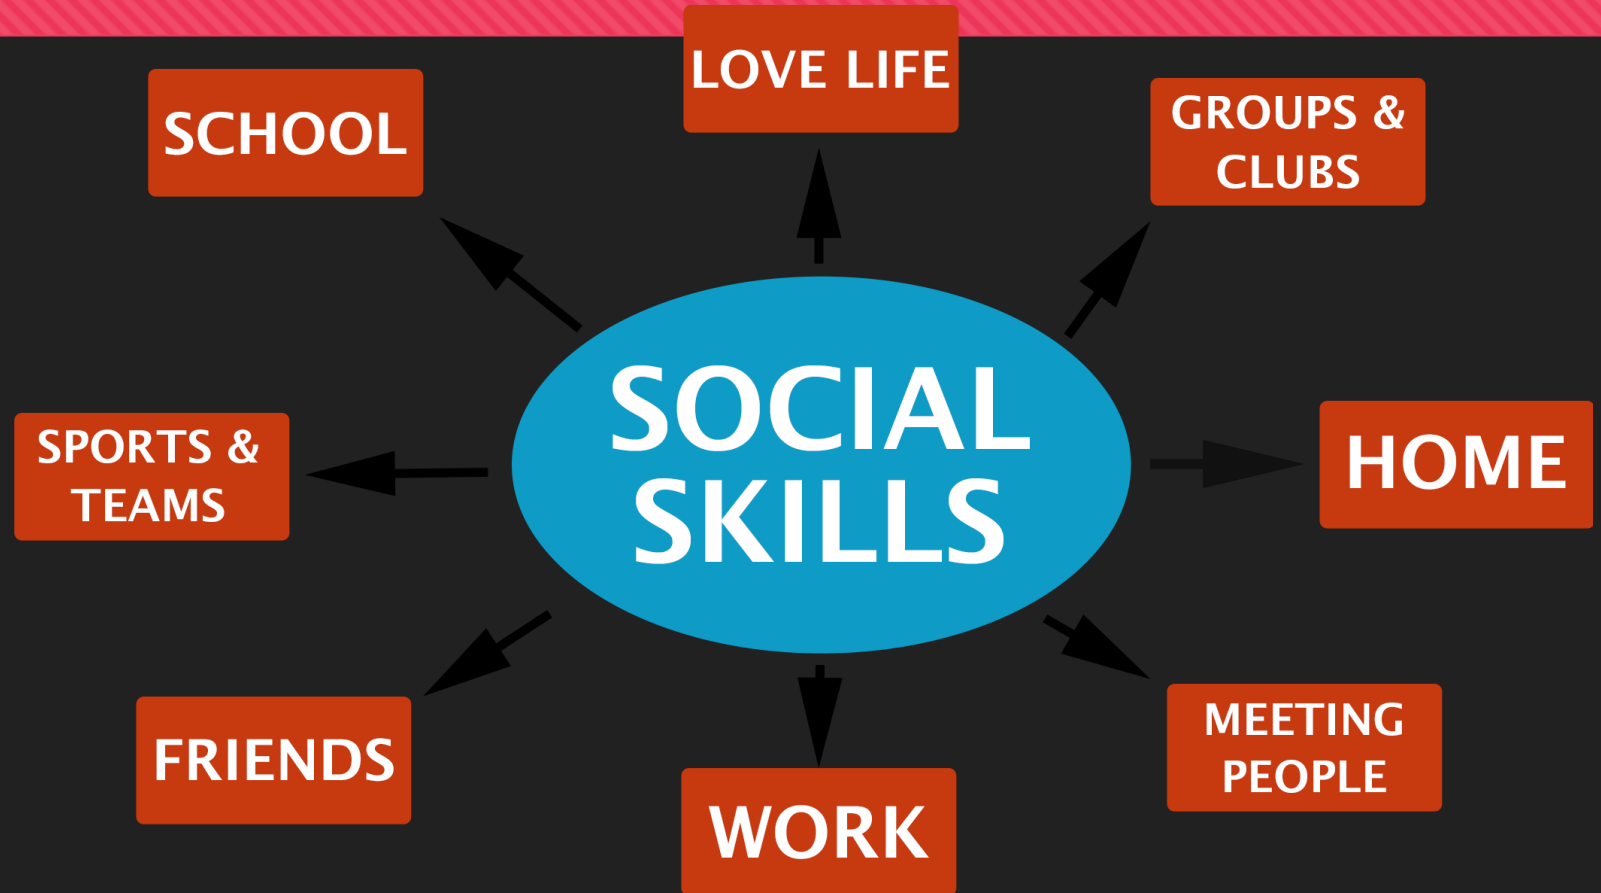 LOVE LIFE
SCHOOL
GROUPS &
CLUBS
SOCIAL
SKILLS
SPORTS &
TEAMS
HOME
FRIENDS
MEETING
PEOPLE
WORK